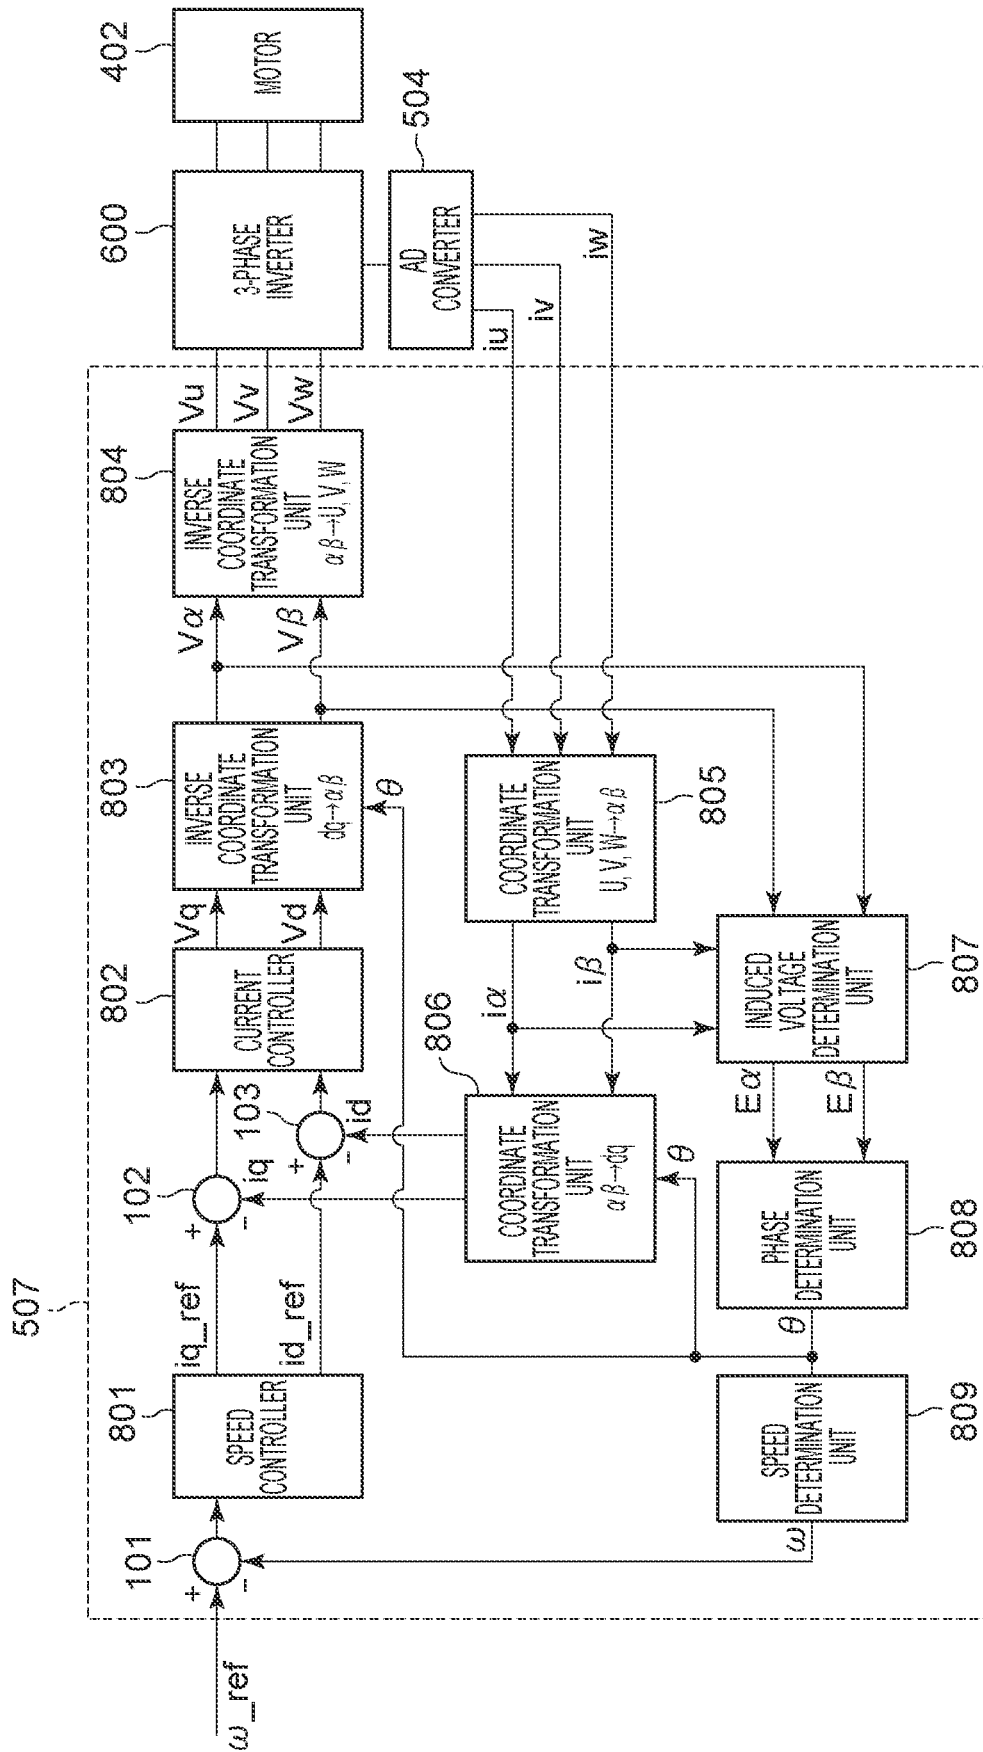 507
ω_ref
+
-
101
801
SPEED
CONTROLLER
iq_ref
id_ref
+
-
102
iq
+
-
103
id
802
CURRENT
CONTROLLER
Vq
Vd
803
INVERSE
COORDINATE
TRANSFORMATION
UNIT
dq→αβ
θ
Vα
Vβ
804
INVERSE
COORDINATE
TRANSFORMATION
UNIT
αβ→U, V, W
Vu
Vv
Vw
600
3-PHASE
INVERTER
402
MOTOR
504
AD
CONVERTER
iu
iv
iw
805
COORDINATE
TRANSFORMATION
UNIT
U, V, W→αβ
iα
iβ
806
COORDINATE
TRANSFORMATION
UNIT
αβ→dq
θ
807
INDUCED
VOLTAGE
DETERMINATION
UNIT
Eα
Eβ
808
PHASE
DETERMINATION
UNIT
θ
809
SPEED
DETERMINATION
UNIT
ω